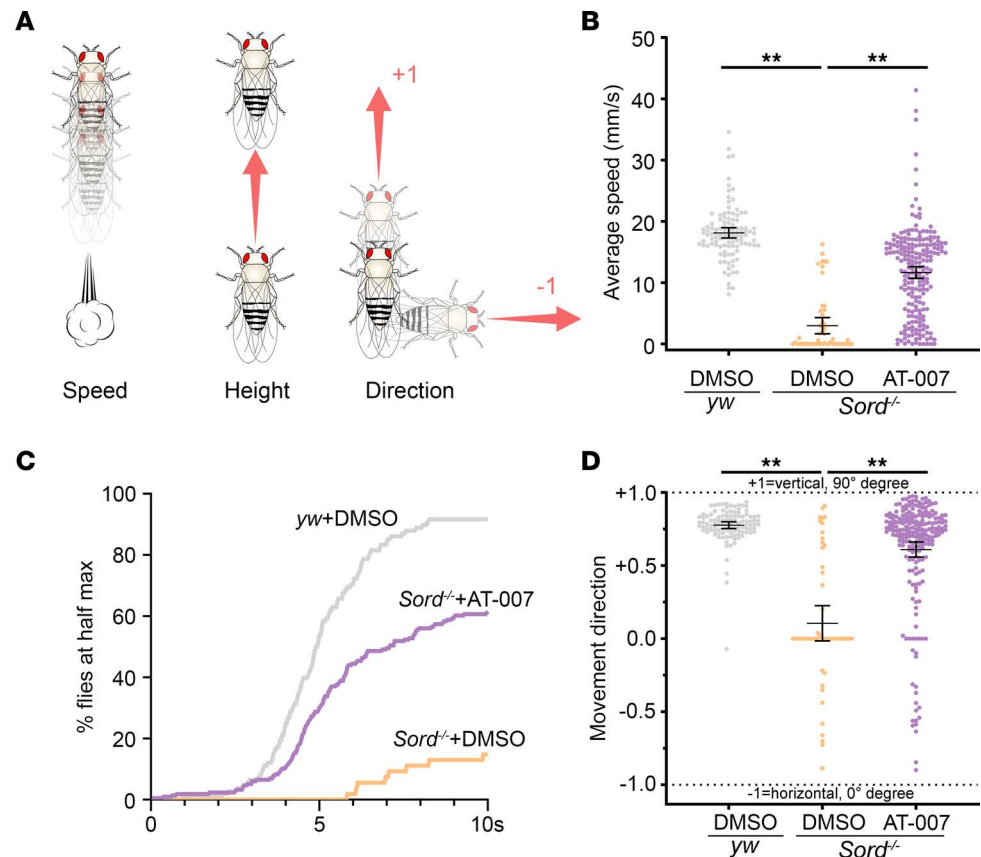 A
+1
-1
Speed
Height
Direction
B
Average speed (mm/s)
50
40
30
20
10
0
**
**
DMSO
DMSO
AT-007
yw
Sord-/-
C
% flies at half max
100
80
60
40
20
0
yw+DMSO
Sord-/-+AT-007
Sord-/-+DMSO
0
5
10s
D
Movement direction
**
**
+1=vertical, 90° degree
+1.0
+0.5
0.0
-0.5
-1.0
-1=horizontal, 0° degree
DMSO
DMSO
AT-007
yw
Sord-/-